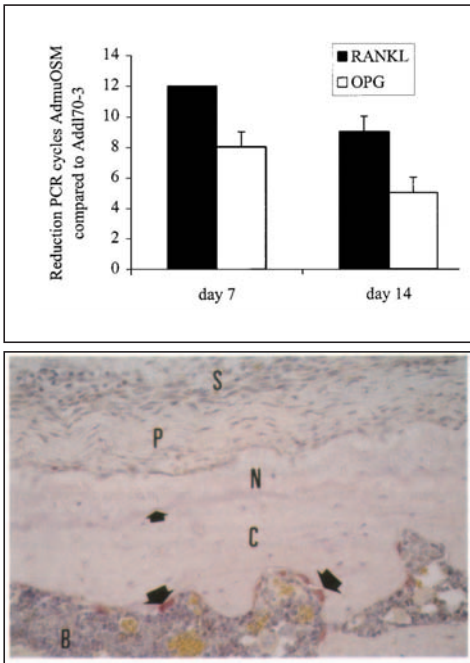 Reduction PCR cycles AdmuOSM
compared to Addl70-3
14
12
10
8
6
4
2
0
RANKL
OPG
day 7
day 14
S
P
N
C
B